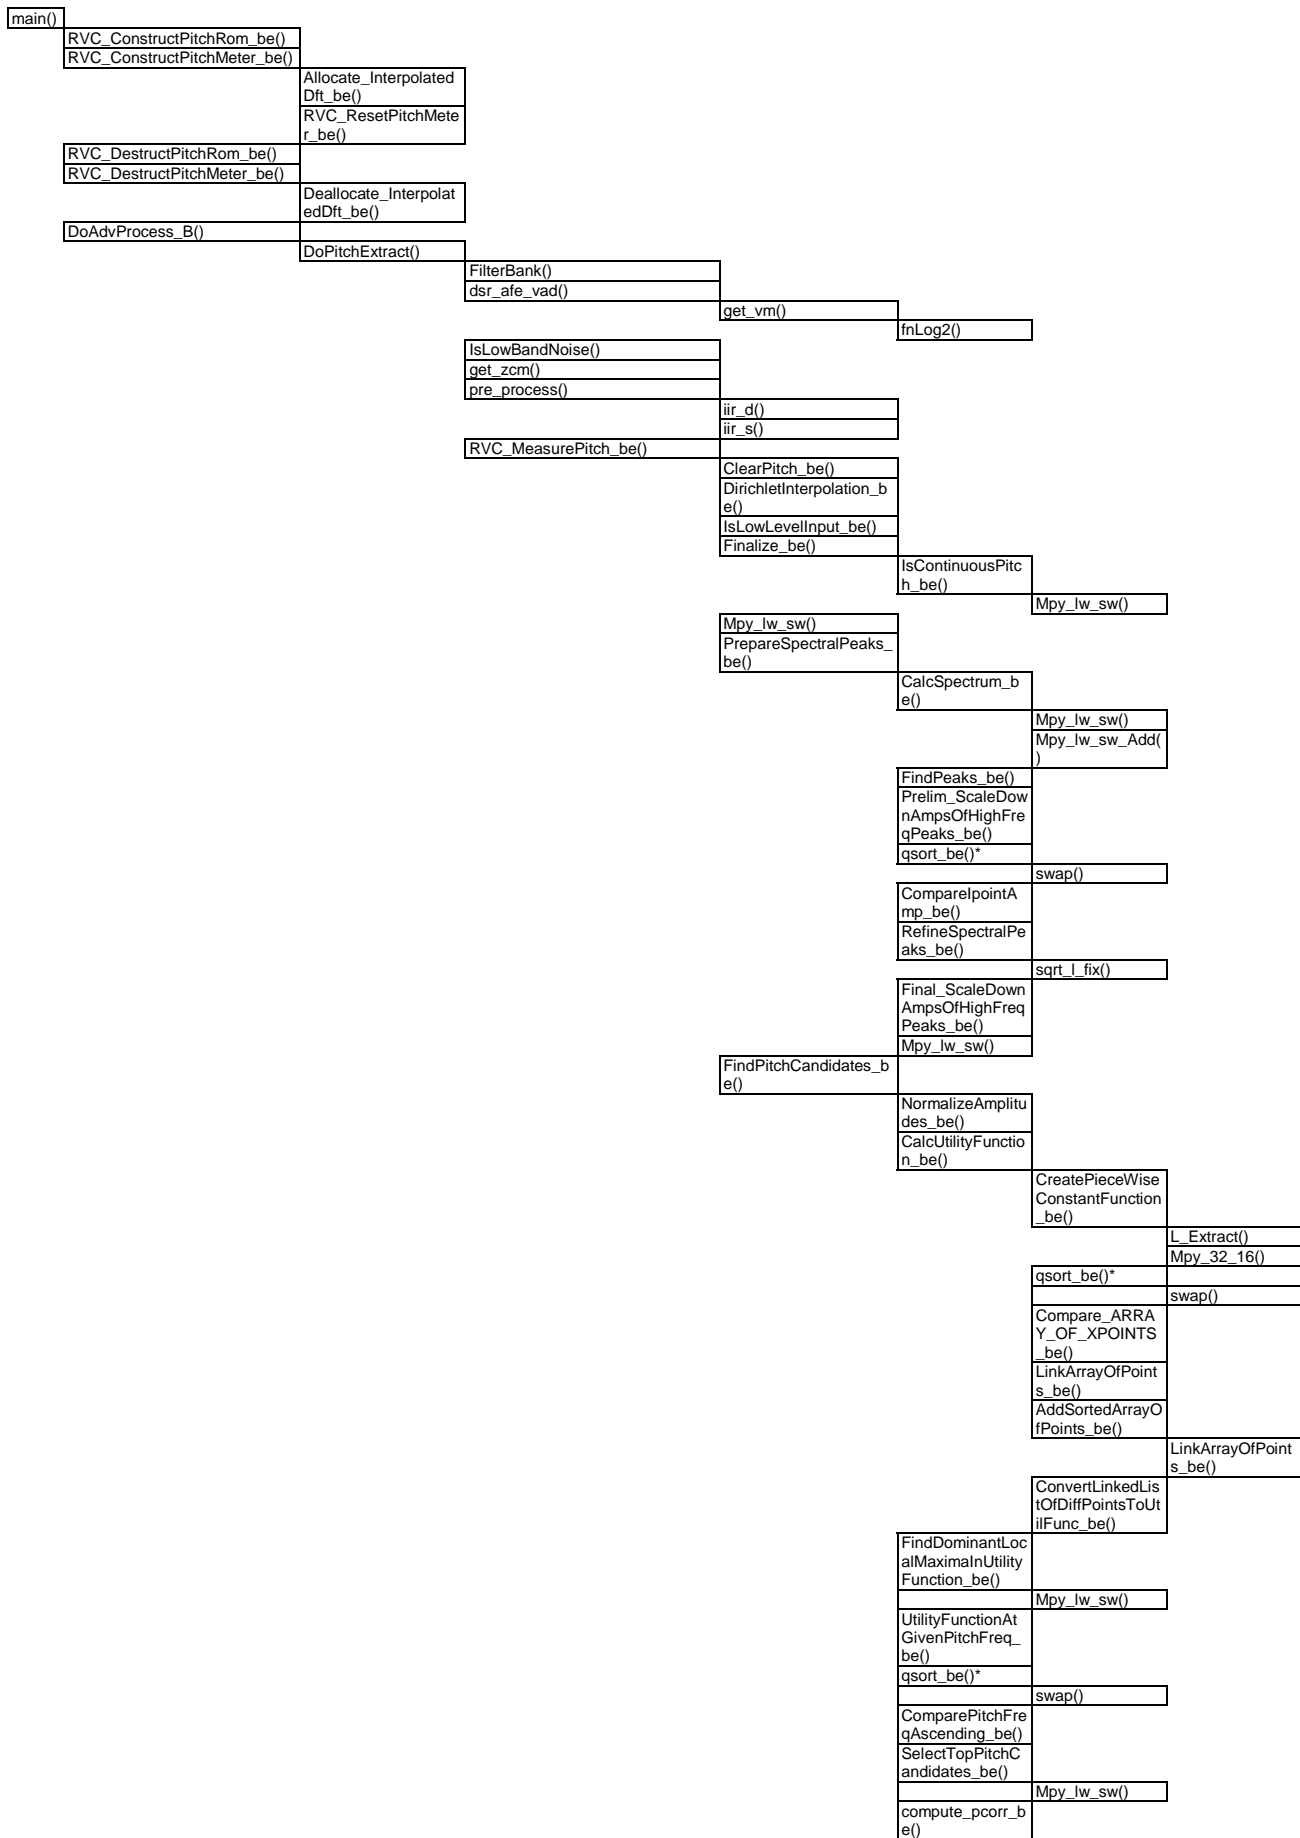 main()
RVC_ConstructPitchRom_be()
RVC_ConstructPitchMeter_be()
Allocate_Interpolated
Dft_be()
RVC_ResetPitchMete
r_be()
RVC_DestructPitchRom_be()
RVC_DestructPitchMeter_be()
Deallocate_Interpolat
edDft_be()
DoAdvProcess_B()
DoPitchExtract()
FilterBank()
dsr_afe_vad()
get_vm()
fnLog2()
IsLowBandNoise()
get_zcm()
pre_process()
iir_d()
iir_s()
RVC_MeasurePitch_be()
ClearPitch_be()
DirichletInterpolation_b
e()
IsLowLevelInput_be()
Finalize_be()
IsContinuousPitc
h_be()
Mpy_lw_sw()
Mpy_lw_sw()
PrepareSpectralPeaks_
be()
CalcSpectrum_b
e()
Mpy_lw_sw()
Mpy_lw_sw_Add(
)
FindPeaks_be()
Prelim_ScaleDow
nAmpsOfHighFre
qPeaks_be()
qsort_be()*
swap()
CompareIpointA
mp_be()
RefineSpectralPe
aks_be()
sqrt_l_fix()
Final_ScaleDown
AmpsOfHighFreq
Peaks_be()
Mpy_lw_sw()
FindPitchCandidates_b
e()
NormalizeAmplitu
des_be()
CalcUtilityFunctio
n_be()
CreatePieceWise
ConstantFunction
_be()
L_Extract()
Mpy_32_16()
qsort_be()*
swap()
Compare_ARRA
Y_OF_XPOINTS
_be()
LinkArrayOfPoint
s_be()
AddSortedArrayO
fPoints_be()
LinkArrayOfPoint
s_be()
ConvertLinkedLis
tOfDiffPointsToUt
ilFunc_be()
FindDominantLoc
alMaximaInUtility
Function_be()
Mpy_lw_sw()
UtilityFunctionAt
GivenPitchFreq_
be()
qsort_be()*
swap()
ComparePitchFre
qAscending_be()
SelectTopPitchC
andidates_be()
Mpy_lw_sw()
compute_pcorr_b
e()